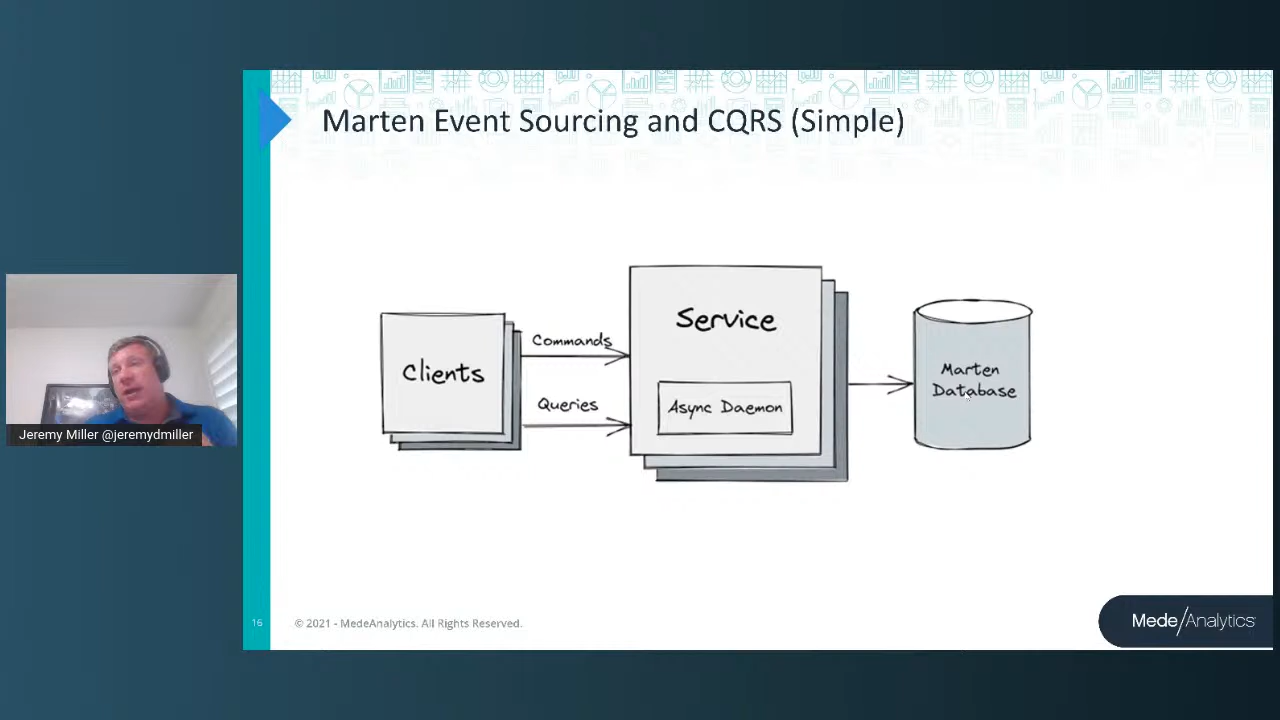 Marten Event Sourcing and CQRS (Simple)
Clients
Commands
Queries
Service
Async Daemon
Marten
Database
Jeremy Miller @jeremydmiller
16
© 2021 - MedeAnalytics. All Rights Reserved.
Mede/Analytics